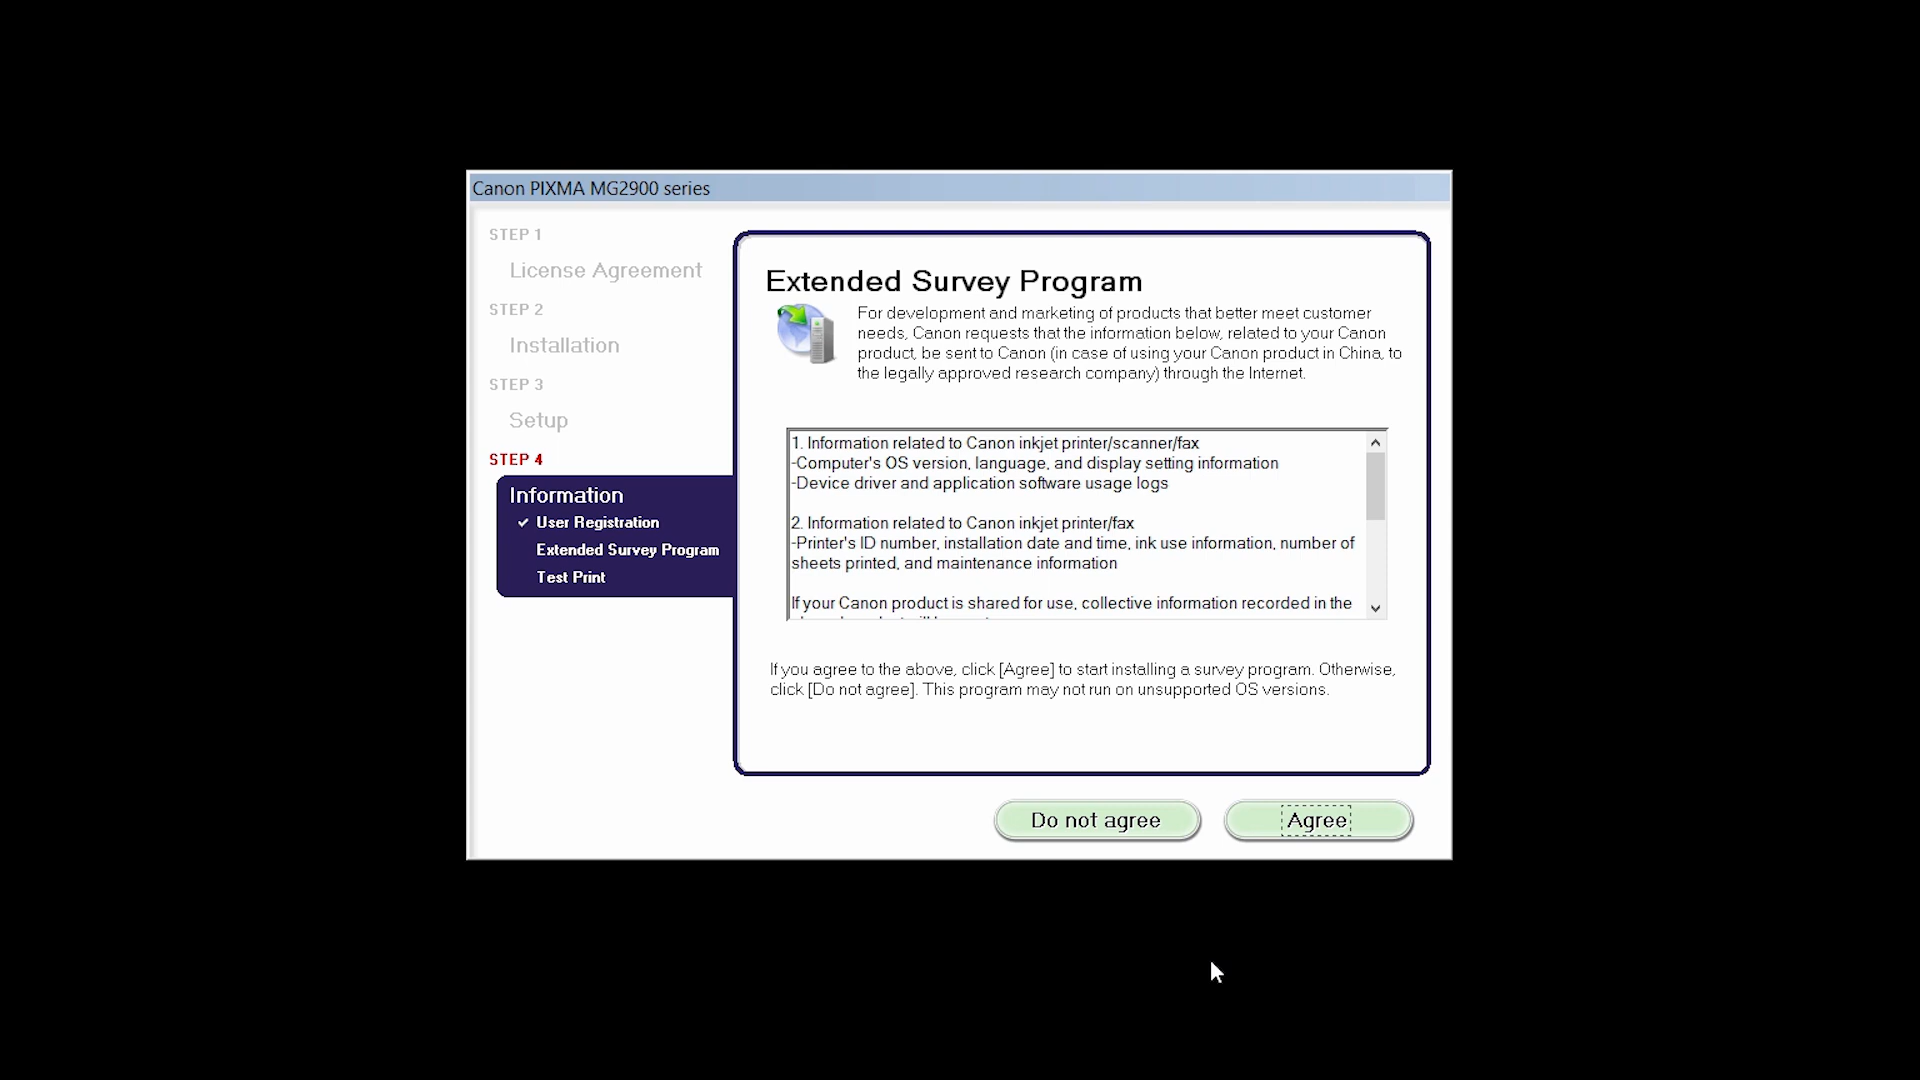 Canon PIXMA MG2900 series
STEP 1
License Agreement
STEP 2
Installation
STEP 3
Setup
STEP 4
Information
User Registration
Extended Survey Program
Test Print
Extended Survey Program
For development and marketing of products that better meet customer
needs, Canon requests that the information below, related to your Canon
product, be sent to Canon (in case of using your Canon product in China, to
the legally approved research company) through the Internet.
1. Information related to Canon inkjet printer/scanner/fax
-Computer's OS version, language, and display setting information
-Device driver and application software usage logs
2. Information related to Canon inkjet printer/fax
-Printer's ID number, installation date and time, ink use information, number of
sheets printed, and maintenance information
If your Canon product is shared for use, collective information recorded in the
If you agree to the above, click [Agree] to start installing a survey program. Otherwise,
click [Do not agree]. This program may not run on unsupported OS versions.
Do not agree
Agree